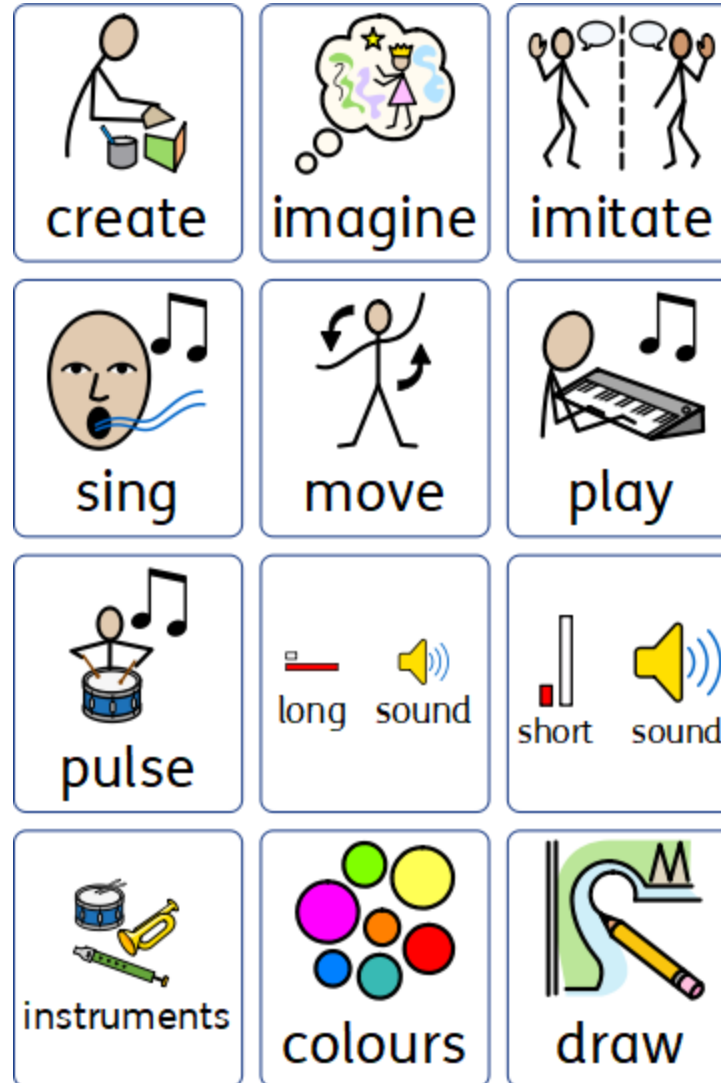 create
imagine
imitate
sing
move
play
pulse
long sound
short sound
instruments
colours
draw